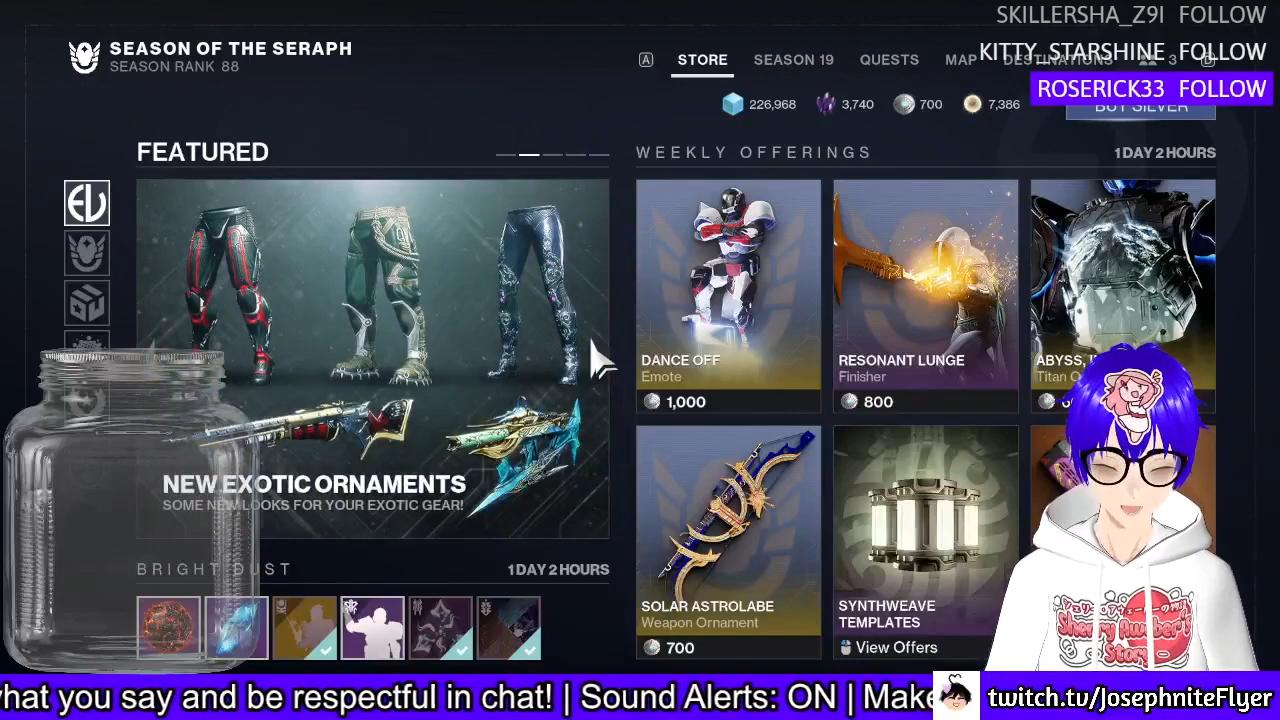 SKILLERSHA_Z9I FOLLOW
KITTY_STARSHINE FOLLOW
ROSERICK33 FOLLOW
SEASON OF THE SERAPH
SEASON RANK 88
A STORE SEASON 19 QUESTS MAP DESTINATIONS 3 D
226,968 3,740 700 7,386
BUY SILVER
FEATURED
WEEKLY OFFERINGS 1 DAY 2 HOURS
NEW EXOTIC ORNAMENTS
SOME NEW LOOKS FOR YOUR EXOTIC GEAR!
DANCE OFF
Emote
1,000
RESONANT LUNGE
Finisher
800
ABYSS,
Titan
SOLAR ASTROLABE
Weapon Ornament
700
SYNTHWEAVE
TEMPLATES
View Offers
BRIGHT DUST 1 DAY 2 HOURS
Sherry Awbert's
Story
what you say and be respectful in chat! | Sound Alerts: ON | Make
twitch.tv/JosephniteFlyer